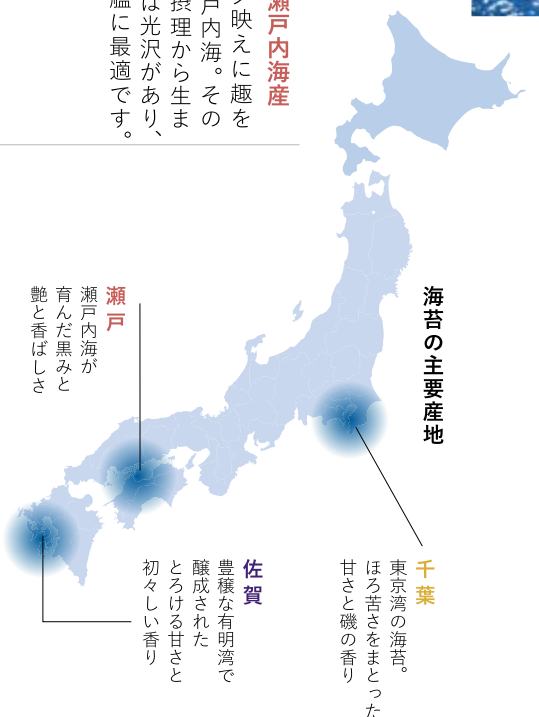 瀬戸内海産
映えに趣を
戸内海。その
摂理から生ま
は光沢があり、
艦に最適です。
海苔の主要産地
瀬戸
瀬戸内海が
育んだ黒みと
艶と香ばしさ
千葉
東京湾の海苔。
ほろ苦さをまとった
甘さと磯の香り
佐賀
豊穣な有明湾で
醸成された
とろける甘さと
初々しい香り